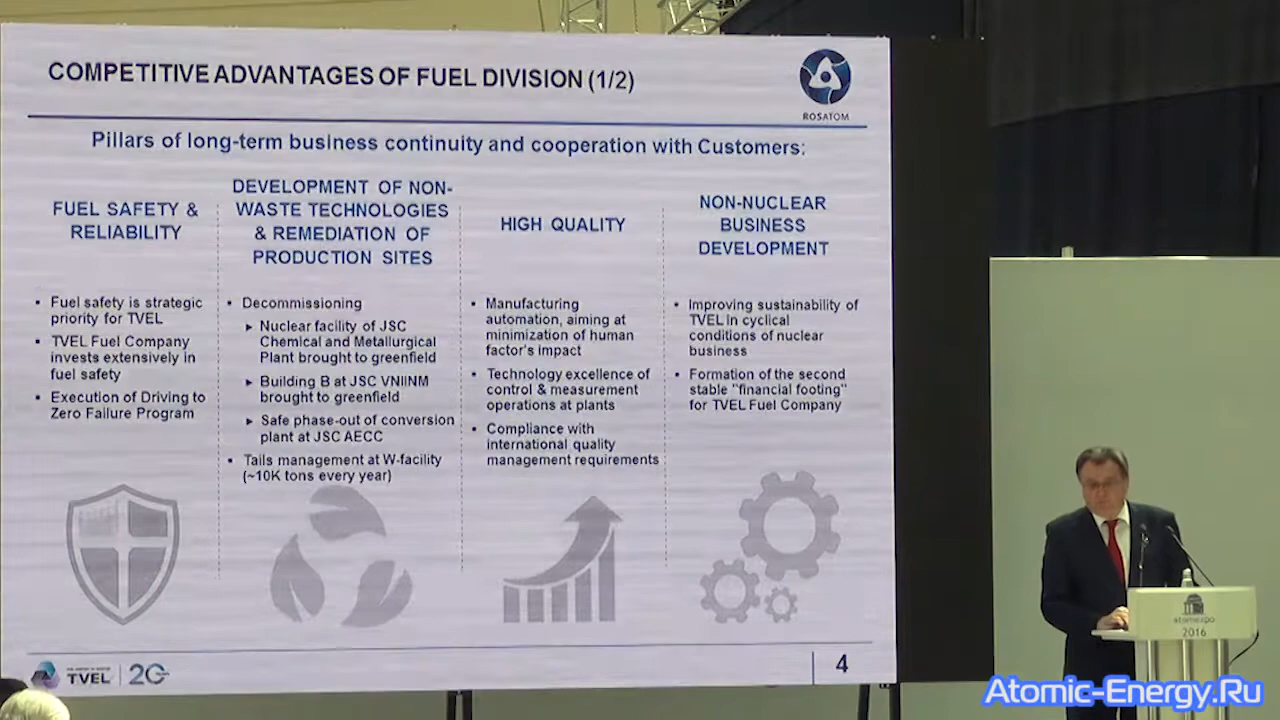 COMPETITIVE ADVANTAGES OF FUEL DIVISION (1/2)
ROSATOM
Pillars of long-term business continuity and cooperation with Customers:
FUEL SAFETY &
RELIABILITY
▪ Fuel safety is strategic
priority for TVEL
▪ TVEL Fuel Company
invests extensively in
fuel safety
▪ Execution of Driving to
Zero Failure Program
DEVELOPMENT OF NON-
WASTE TECHNOLOGIES
& REMEDIATION OF
PRODUCTION SITES
▪ Decommissioning
► Nuclear facility of JSC
Chemical and Metallurgical
Plant brought to greenfield
► Building B at JSC VNIINM
brought to greenfield
► Safe phase-out of conversion
plant at JSC AECC
▪ Tails management at W-facility
(~10K tons every year)
HIGH QUALITY
▪ Manufacturing
automation, aiming at
minimization of human
factor's impact
▪ Technology excellence of
control & measurement
operations at plants
▪ Compliance with
international quality
management requirements
NON-NUCLEAR
BUSINESS
DEVELOPMENT
▪ Improving sustainability of
TVEL in cyclical
conditions of nuclear
business
▪ Formation of the second
stable "financial footing"
for TVEL Fuel Company
TVEL
20
4
atomexpo
2016
Atomic-Energy.Ru